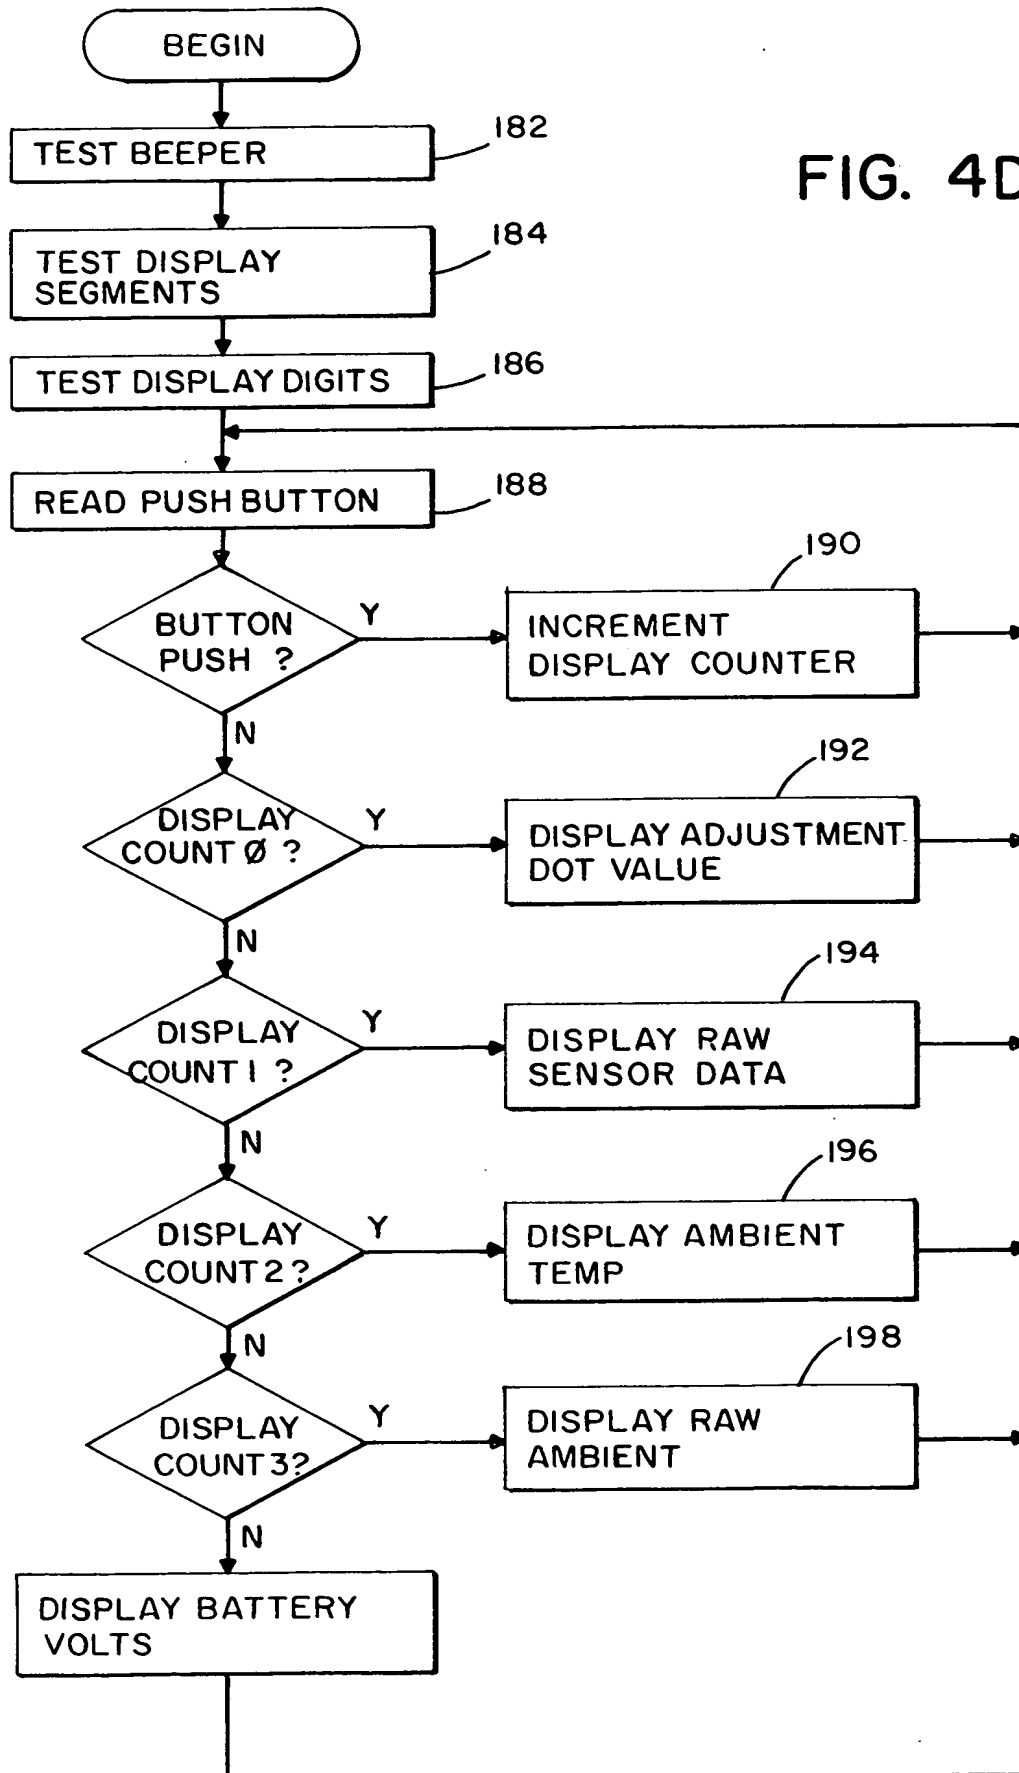 BEGIN
TEST BEEPER
182
FIG. 4D
TEST DISPLAY
SEGMENTS
184
TEST DISPLAY DIGITS
186
READ PUSH BUTTON
188
BUTTON
PUSH ?
Y
INCREMENT
DISPLAY COUNTER
190
N
DISPLAY
COUNT Ø ?
Y
DISPLAY ADJUSTMENT
DOT VALUE
192
N
DISPLAY
COUNT 1 ?
Y
DISPLAY RAW
SENSOR DATA
194
N
DISPLAY
COUNT 2 ?
Y
DISPLAY AMBIENT
TEMP
196
N
DISPLAY
COUNT 3?
Y
DISPLAY RAW
AMBIENT
198
N
DISPLAY BATTERY
VOLTS